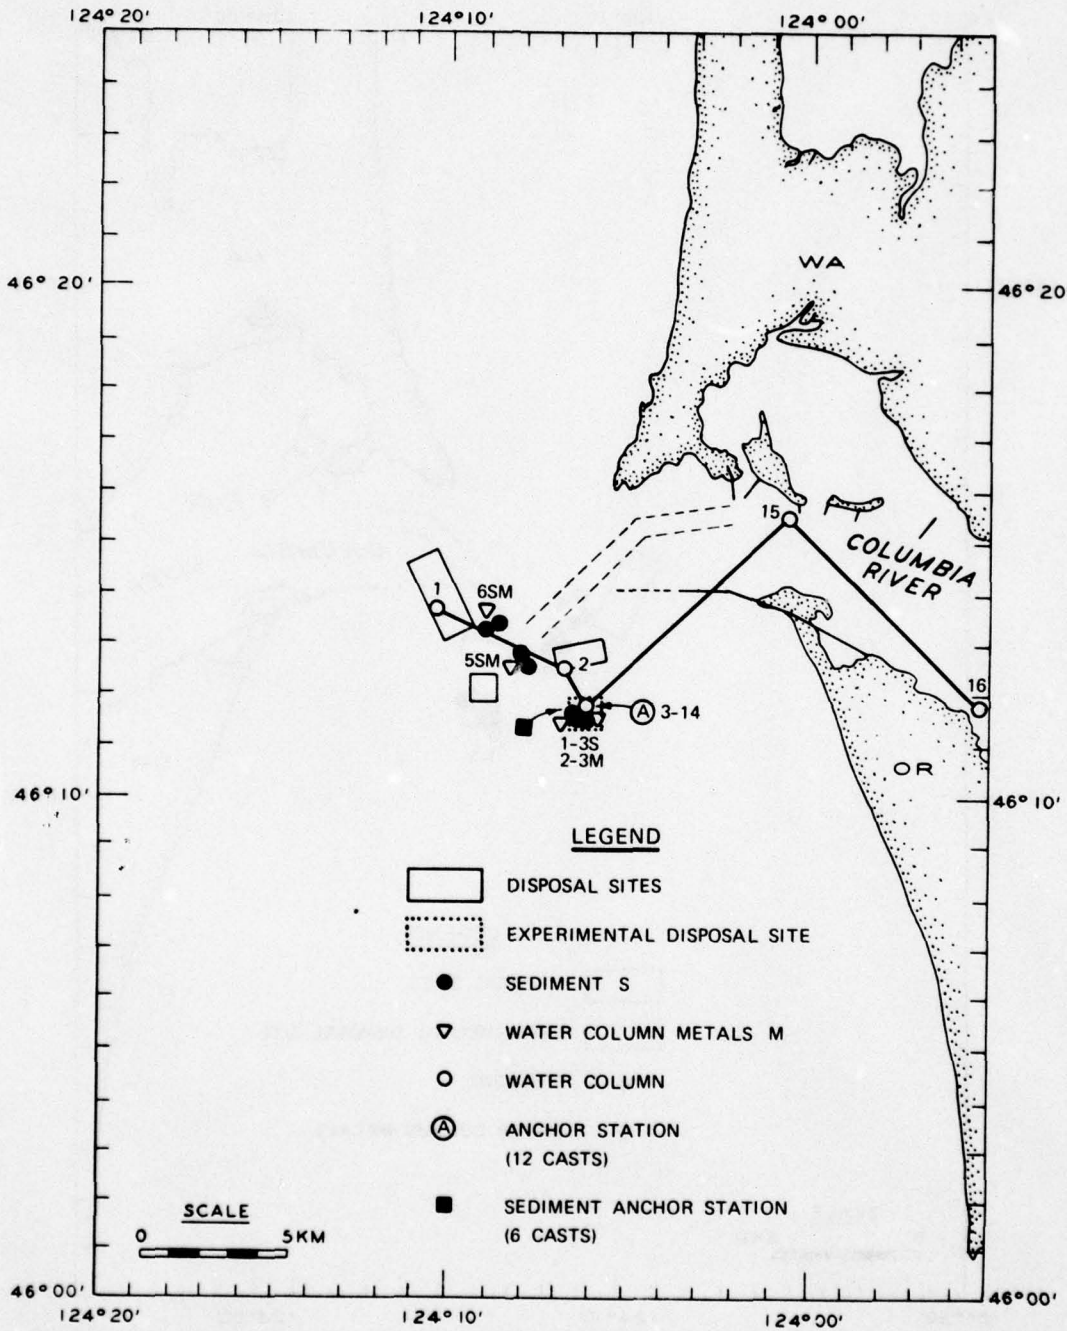 124° 20'
124° 10'
124° 00'
46° 20'
WA
46° 20'
15
COLUMBIA
RIVER
1
6SM
5SM
2
16
A 3-14
1-3S
2-3M
OR
46° 10'
46° 10'
LEGEND
DISPOSAL SITES
EXPERIMENTAL DISPOSAL SITE
SEDIMENT S
WATER COLUMN METALS M
WATER COLUMN
A ANCHOR STATION
(12 CASTS)
SEDIMENT ANCHOR STATION
(6 CASTS)
SCALE
0 5 KM
46° 00'
46° 00'
124° 20'
124° 10'
124° 00'